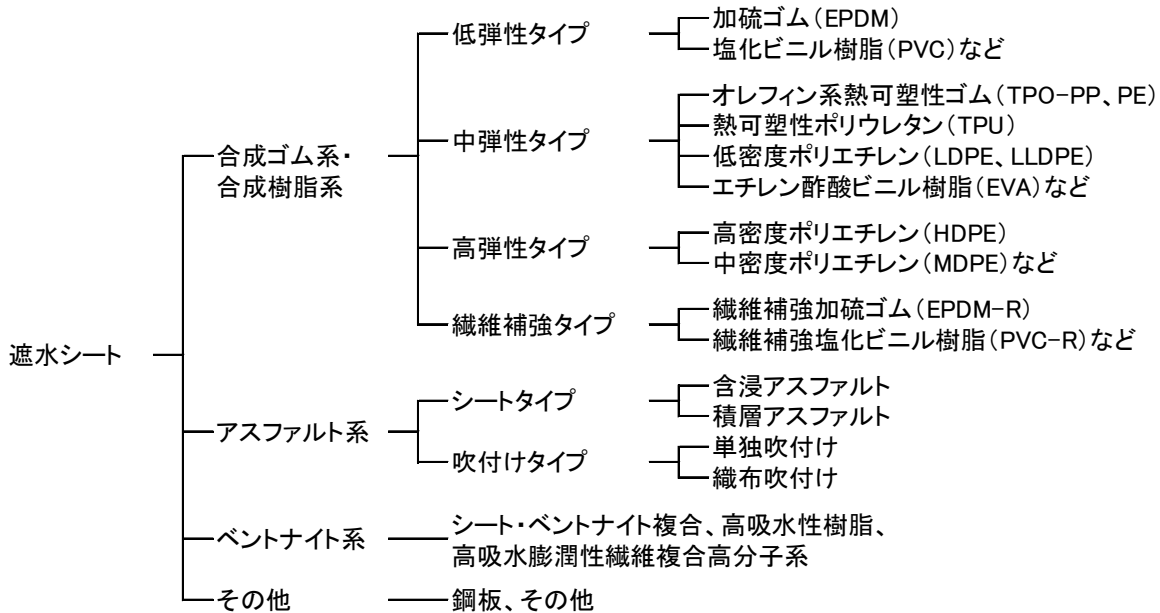 遮水シート
合成ゴム系・
合成樹脂系
低弾性タイプ
加硫ゴム（EPDM）
塩化ビニル樹脂（PVC）など
中弾性タイプ
オレフィン系熱可塑性ゴム（TPO-PP、PE）
熱可塑性ポリウレタン（TPU）
低密度ポリエチレン（LDPE、LLDPE）
エチレン酢酸ビニル樹脂（EVA）など
高弾性タイプ
高密度ポリエチレン（HDPE）
中密度ポリエチレン（MDPE）など
繊維補強タイプ
繊維補強加硫ゴム（EPDM-R）
繊維補強塩化ビニル樹脂（PVC-R）など
アスファルト系
シートタイプ
含浸アスファルト
積層アスファルト
吹付けタイプ
単独吹付け
織布吹付け
ベントナイト系
シート・ベントナイト複合、高吸水性樹脂、
高吸水膨潤性繊維複合高分子系
その他
鋼板、その他